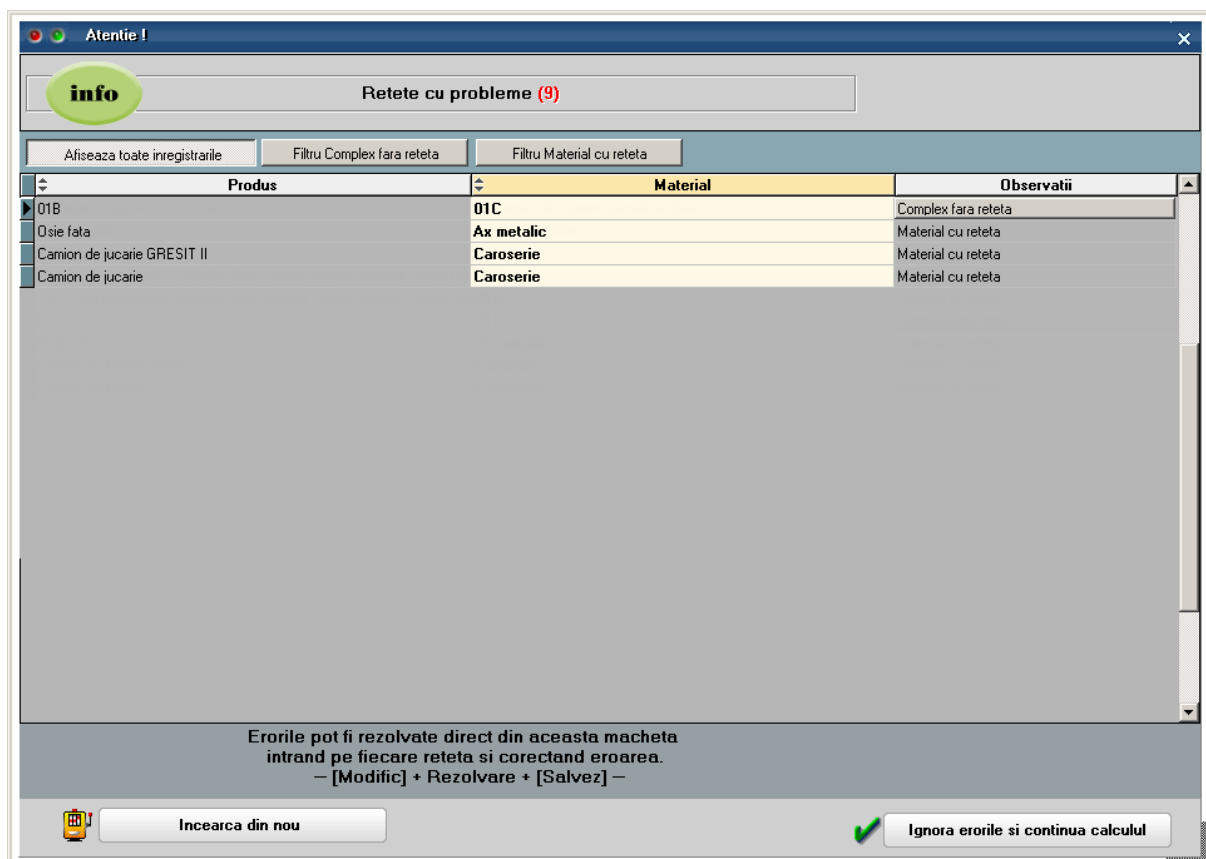 Atentie !
info
Retete cu probleme (9)
Afiseaza toate inregistrarile
Filtru Complex fara reteta
Filtru Material cu reteta
Produs Material Observatii
01B 01C Complex fara reteta
Osie fata Ax metalic Material cu reteta
Camion de jucarie GRESIT II Caroserie Material cu reteta
Camion de jucarie Caroserie Material cu reteta
Erorile pot fi rezolvate direct din aceasta macheta
intrand pe fiecare reteta si corectand eroarea.
— [Modific] + Rezolvare + [Salvez] —
Incearca din nou
Ignora erorile si continua calculul